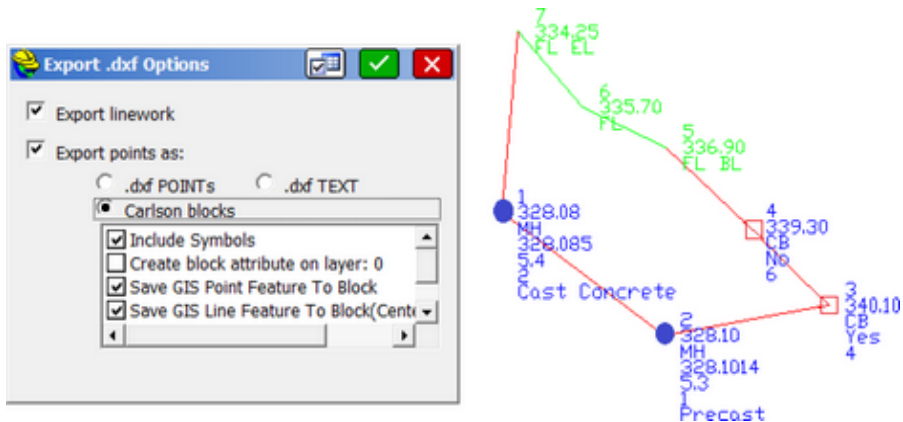 Export .dxf Options
Export linework
Export points as:
.dxf POINTs .dxf TEXT
Carlson blocks
Include Symbols
Create block attribute on layer: 0
Save GIS Point Feature To Block
Save GIS Line Feature To Block(Cente
7
334.25
FL EL
6
335.70
FL
5
336.90
FL BL
4
339.30
CB
No
6
3
340.10
CB
Yes
4
1
328.08
MH
328.085
5.4
2
Cast Concrete
2
328.10
MH
328.1014
5.3
1
Precast